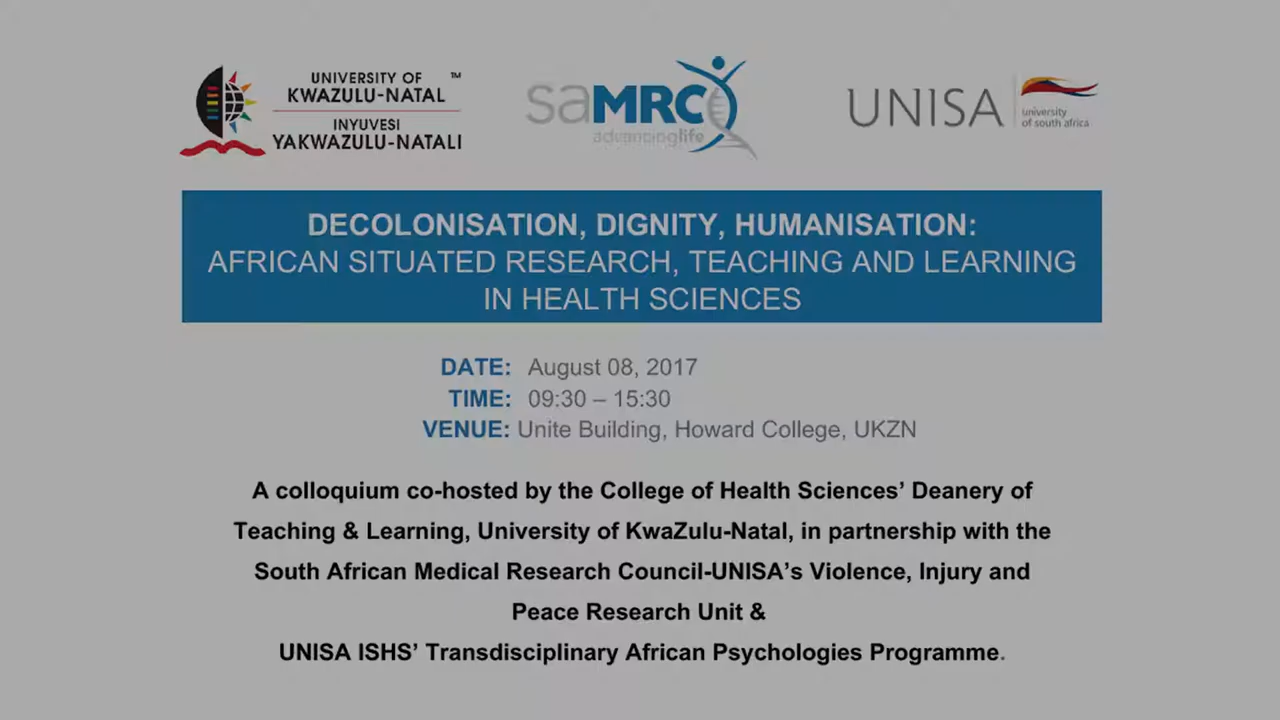 UNIVERSITY OF ™
KWAZULU-NATAL
INYUVESI
YAKWAZULU-NATALI
saMRC
advancinglife
UNISA
university
of south africa
DECOLONISATION, DIGNITY, HUMANISATION:
AFRICAN SITUATED RESEARCH, TEACHING AND LEARNING
IN HEALTH SCIENCES
DATE: August 08, 2017
TIME: 09:30 – 15:30
VENUE: Unite Building, Howard College, UKZN
A colloquium co-hosted by the College of Health Sciences’ Deanery of
Teaching & Learning, University of KwaZulu-Natal, in partnership with the
South African Medical Research Council-UNISA’s Violence, Injury and
Peace Research Unit &
UNISA ISHS’ Transdisciplinary African Psychologies Programme.